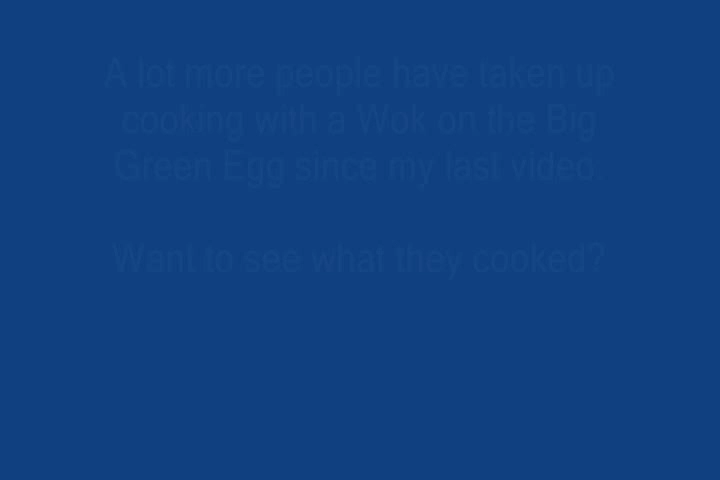 A lot more people have taken up
cooking with a Wok on the Big
Green Egg since my last video.
Want to see what they cooked?